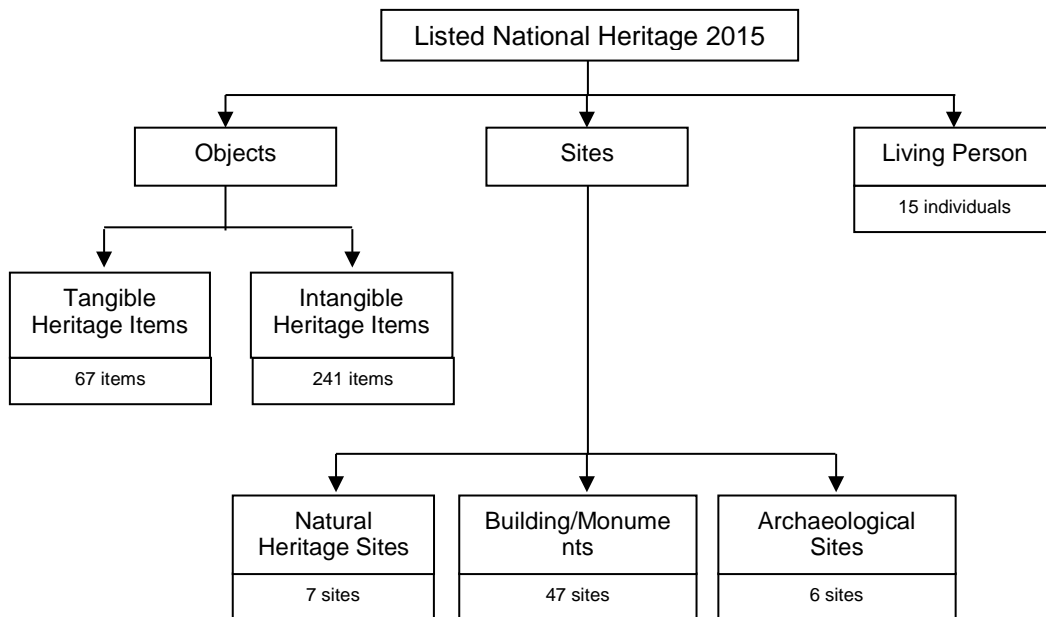 Listed National Heritage 2015
Objects
Sites
Living Person
15 individuals
Tangible
Heritage Items
67 items
Intangible
Heritage Items
241 items
Natural
Heritage Sites
7 sites
Building/Monume
nts
47 sites
Archaeological
Sites
6 sites